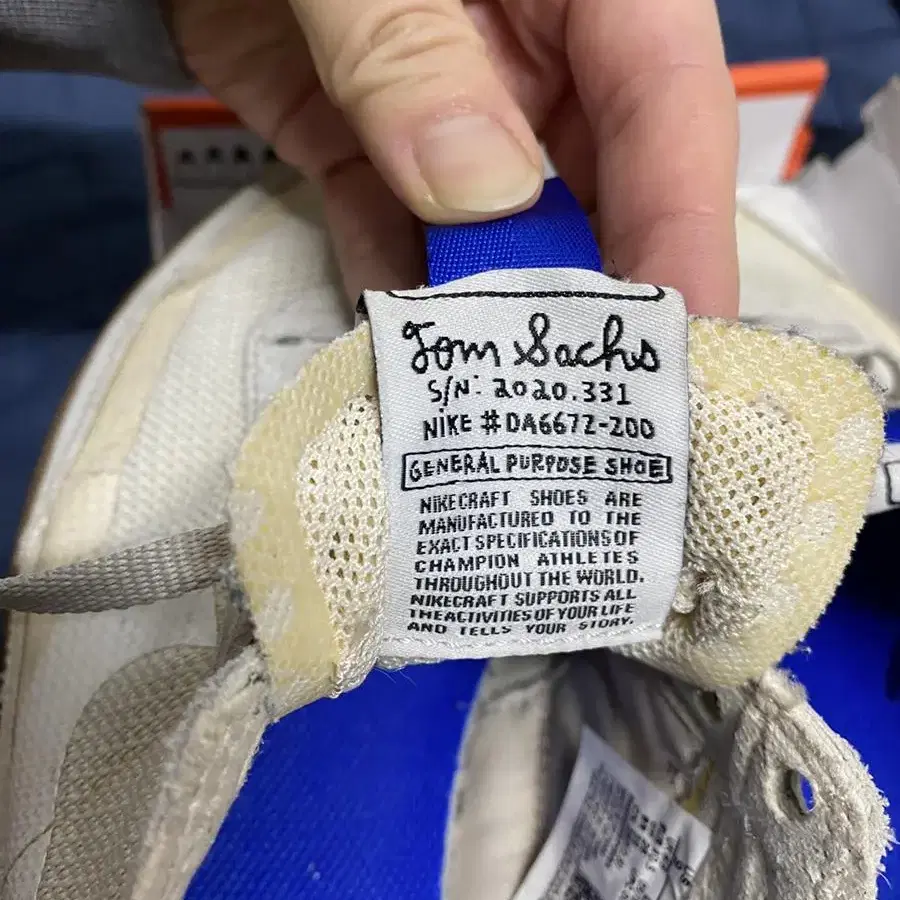 Tom Sachs
S/N: 2020.331
NIKE #DA6672-200
GENERAL PURPOSE SHOE
NIKECRAFT SHOES ARE
MANUFACTURED TO THE
EXACT SPECIFICATIONS OF
CHAMPION ATHLETES
THROUGHOUT THE WORLD.
NIKECRAFT SUPPORTS ALL
THE ACTIVITIES OF YOUR LIFE
AND TELLS YOUR STORY.